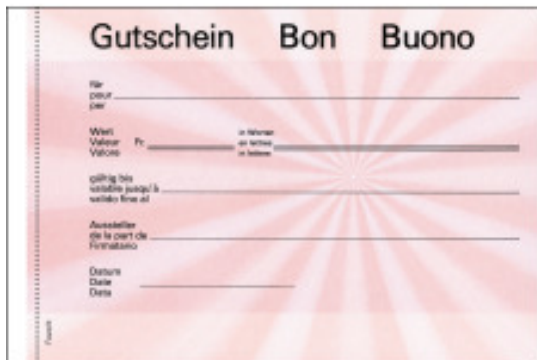 Gutschein Bon Buono
für
pour
per
Wert in Worten
Valeur Fr. en lettres
Valore in lettere
gültig bis
valable jusqu'à
valido fino al
Aussteller
de la part de
Firmatario
Datum
Date
Data